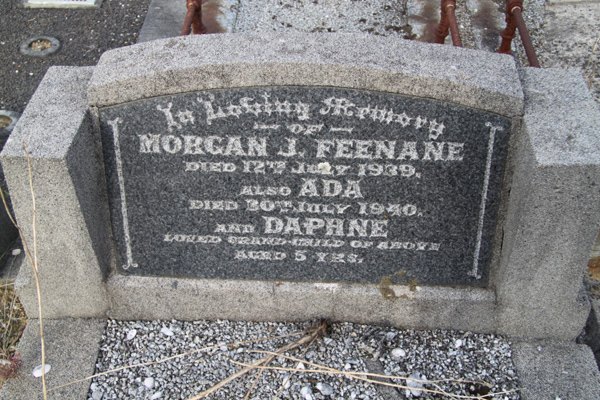 In Loving Memory
OF
MORGAN J. FEENANE
DIED 12TH JULY 1939.
ALSO ADA
DIED 30TH JULY 1940.
AND DAPHNE
LOVED GRAND-CHILD OF ABOVE
AGED 5 YRS.